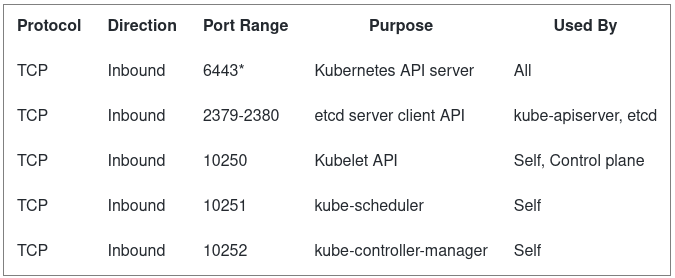 Protocol Direction Port Range Purpose Used By
TCP Inbound 6443* Kubernetes API server All
TCP Inbound 2379-2380 etcd server client API kube-apiserver, etcd
TCP Inbound 10250 Kubelet API Self, Control plane
TCP Inbound 10251 kube-scheduler Self
TCP Inbound 10252 kube-controller-manager Self